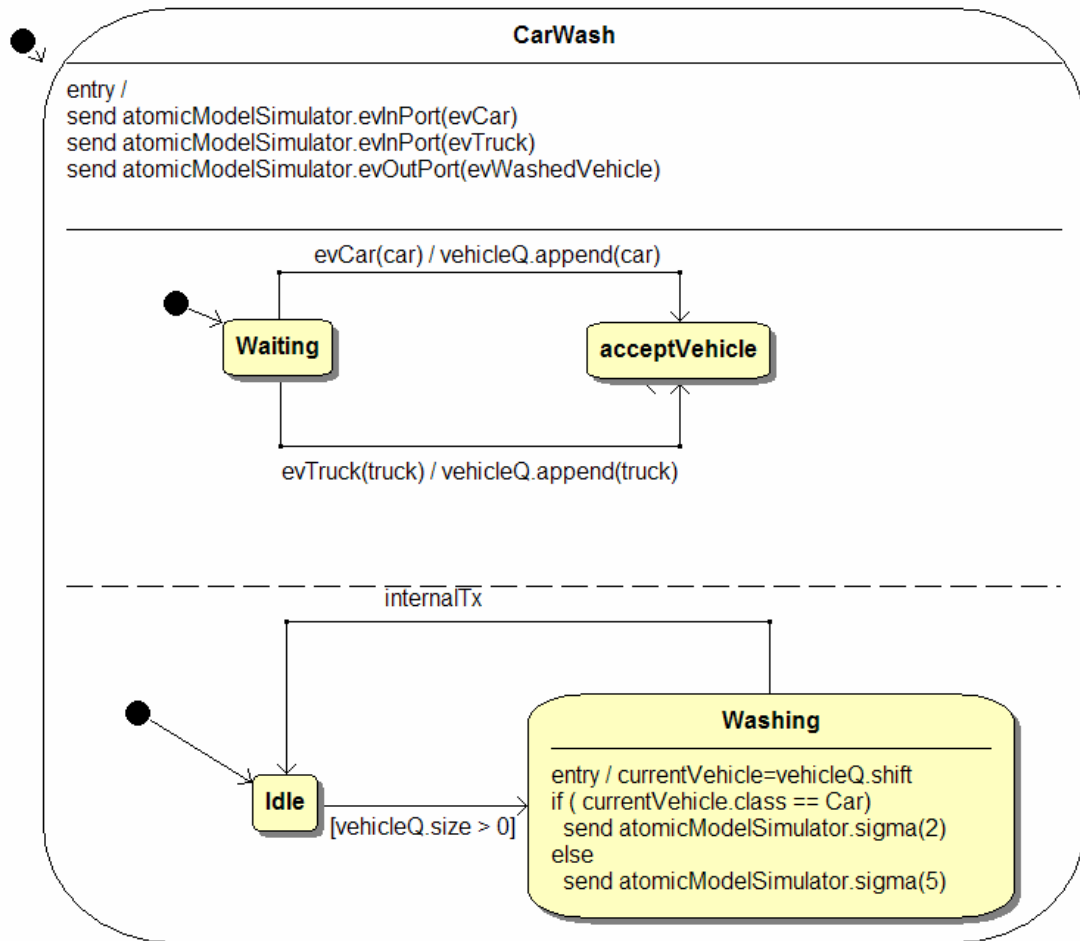 CarWash
entry /
send atomicModelSimulator.evInPort(evCar)
send atomicModelSimulator.evInPort(evTruck)
send atomicModelSimulator.evOutPort(evWashedVehicle)
evCar(car) / vehicleQ.append(car)
Waiting
acceptVehicle
evTruck(truck) / vehicleQ.append(truck)
internalTx
Washing
entry / currentVehicle=vehicleQ.shift
if ( currentVehicle.class == Car)
send atomicModelSimulator.sigma(2)
else
send atomicModelSimulator.sigma(5)
Idle
[vehicleQ.size > 0]